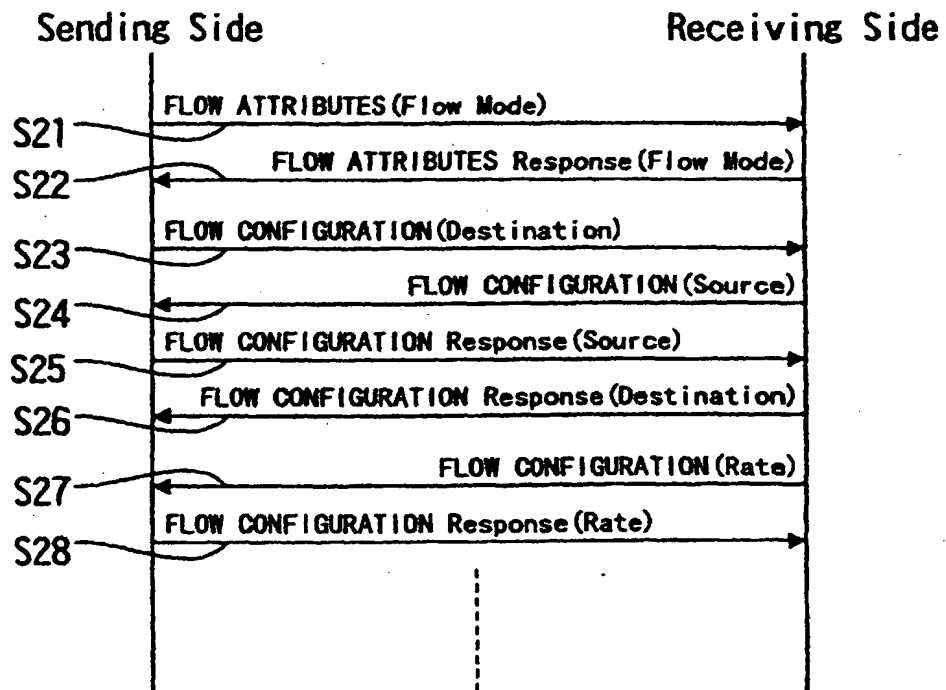 Sending Side
Receiving Side
FLOW ATTRIBUTES(Flow Mode)
S21
FLOW ATTRIBUTES Response(Flow Mode)
S22
FLOW CONFIGURATION(Destination)
S23
FLOW CONFIGURATION(Source)
S24
FLOW CONFIGURATION Response(Source)
S25
FLOW CONFIGURATION Response(Destination)
S26
FLOW CONFIGURATION(Rate)
S27
FLOW CONFIGURATION Response(Rate)
S28